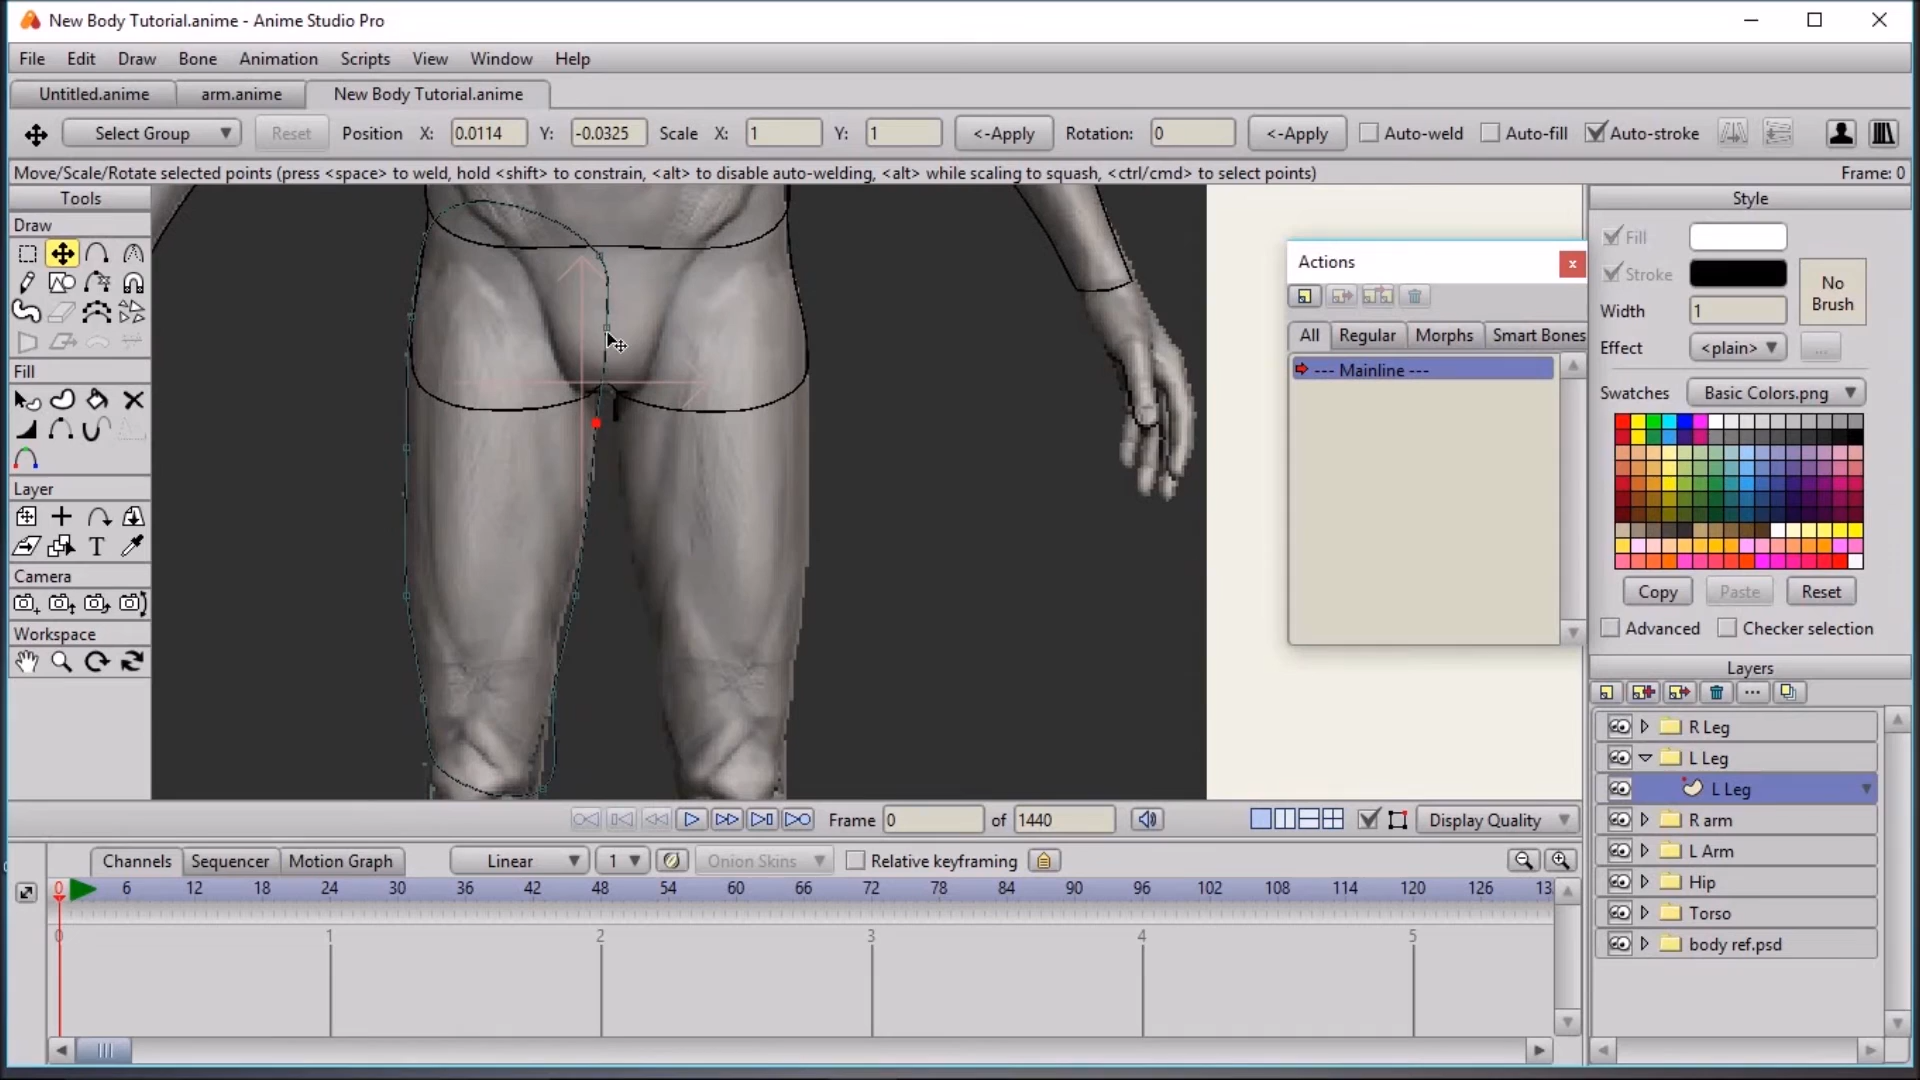 New Body Tutorial.anime - Anime Studio Pro
File Edit Draw Bone Animation Scripts View Window Help
Untitled.anime arm.anime New Body Tutorial.anime
Select Group Reset Position X: 0.0114 Y: -0.0325 Scale X: 1 Y: 1 <-Apply Rotation: 0 <-Apply Auto-weld Auto-fill Auto-stroke
Move/Scale/Rotate selected points (press <space> to weld, hold <shift> to constrain, <alt> to disable auto-welding, <alt> while scaling to squash, <ctrl/cmd> to select points) Frame: 0
Tools
Draw
Fill
Layer
T
Camera
Workspace
Actions
x
All Regular Morphs Smart Bones
--- Mainline ---
Style
Fill
Stroke
No Brush
Width 1
Effect <plain> ...
Swatches Basic Colors.png
Copy Paste Reset
Advanced Checker selection
Layers
...
R Leg
L Leg
L Leg
R arm
L Arm
Hip
Torso
body ref.psd
Frame 0 of 1440 Display Quality
Channels Sequencer Motion Graph Linear 1 Onion Skins Relative keyframing
0 6 12 18 24 30 36 42 48 54 60 66 72 78 84 90 96 102 108 114 120 126 13
0 1 2 3 4 5